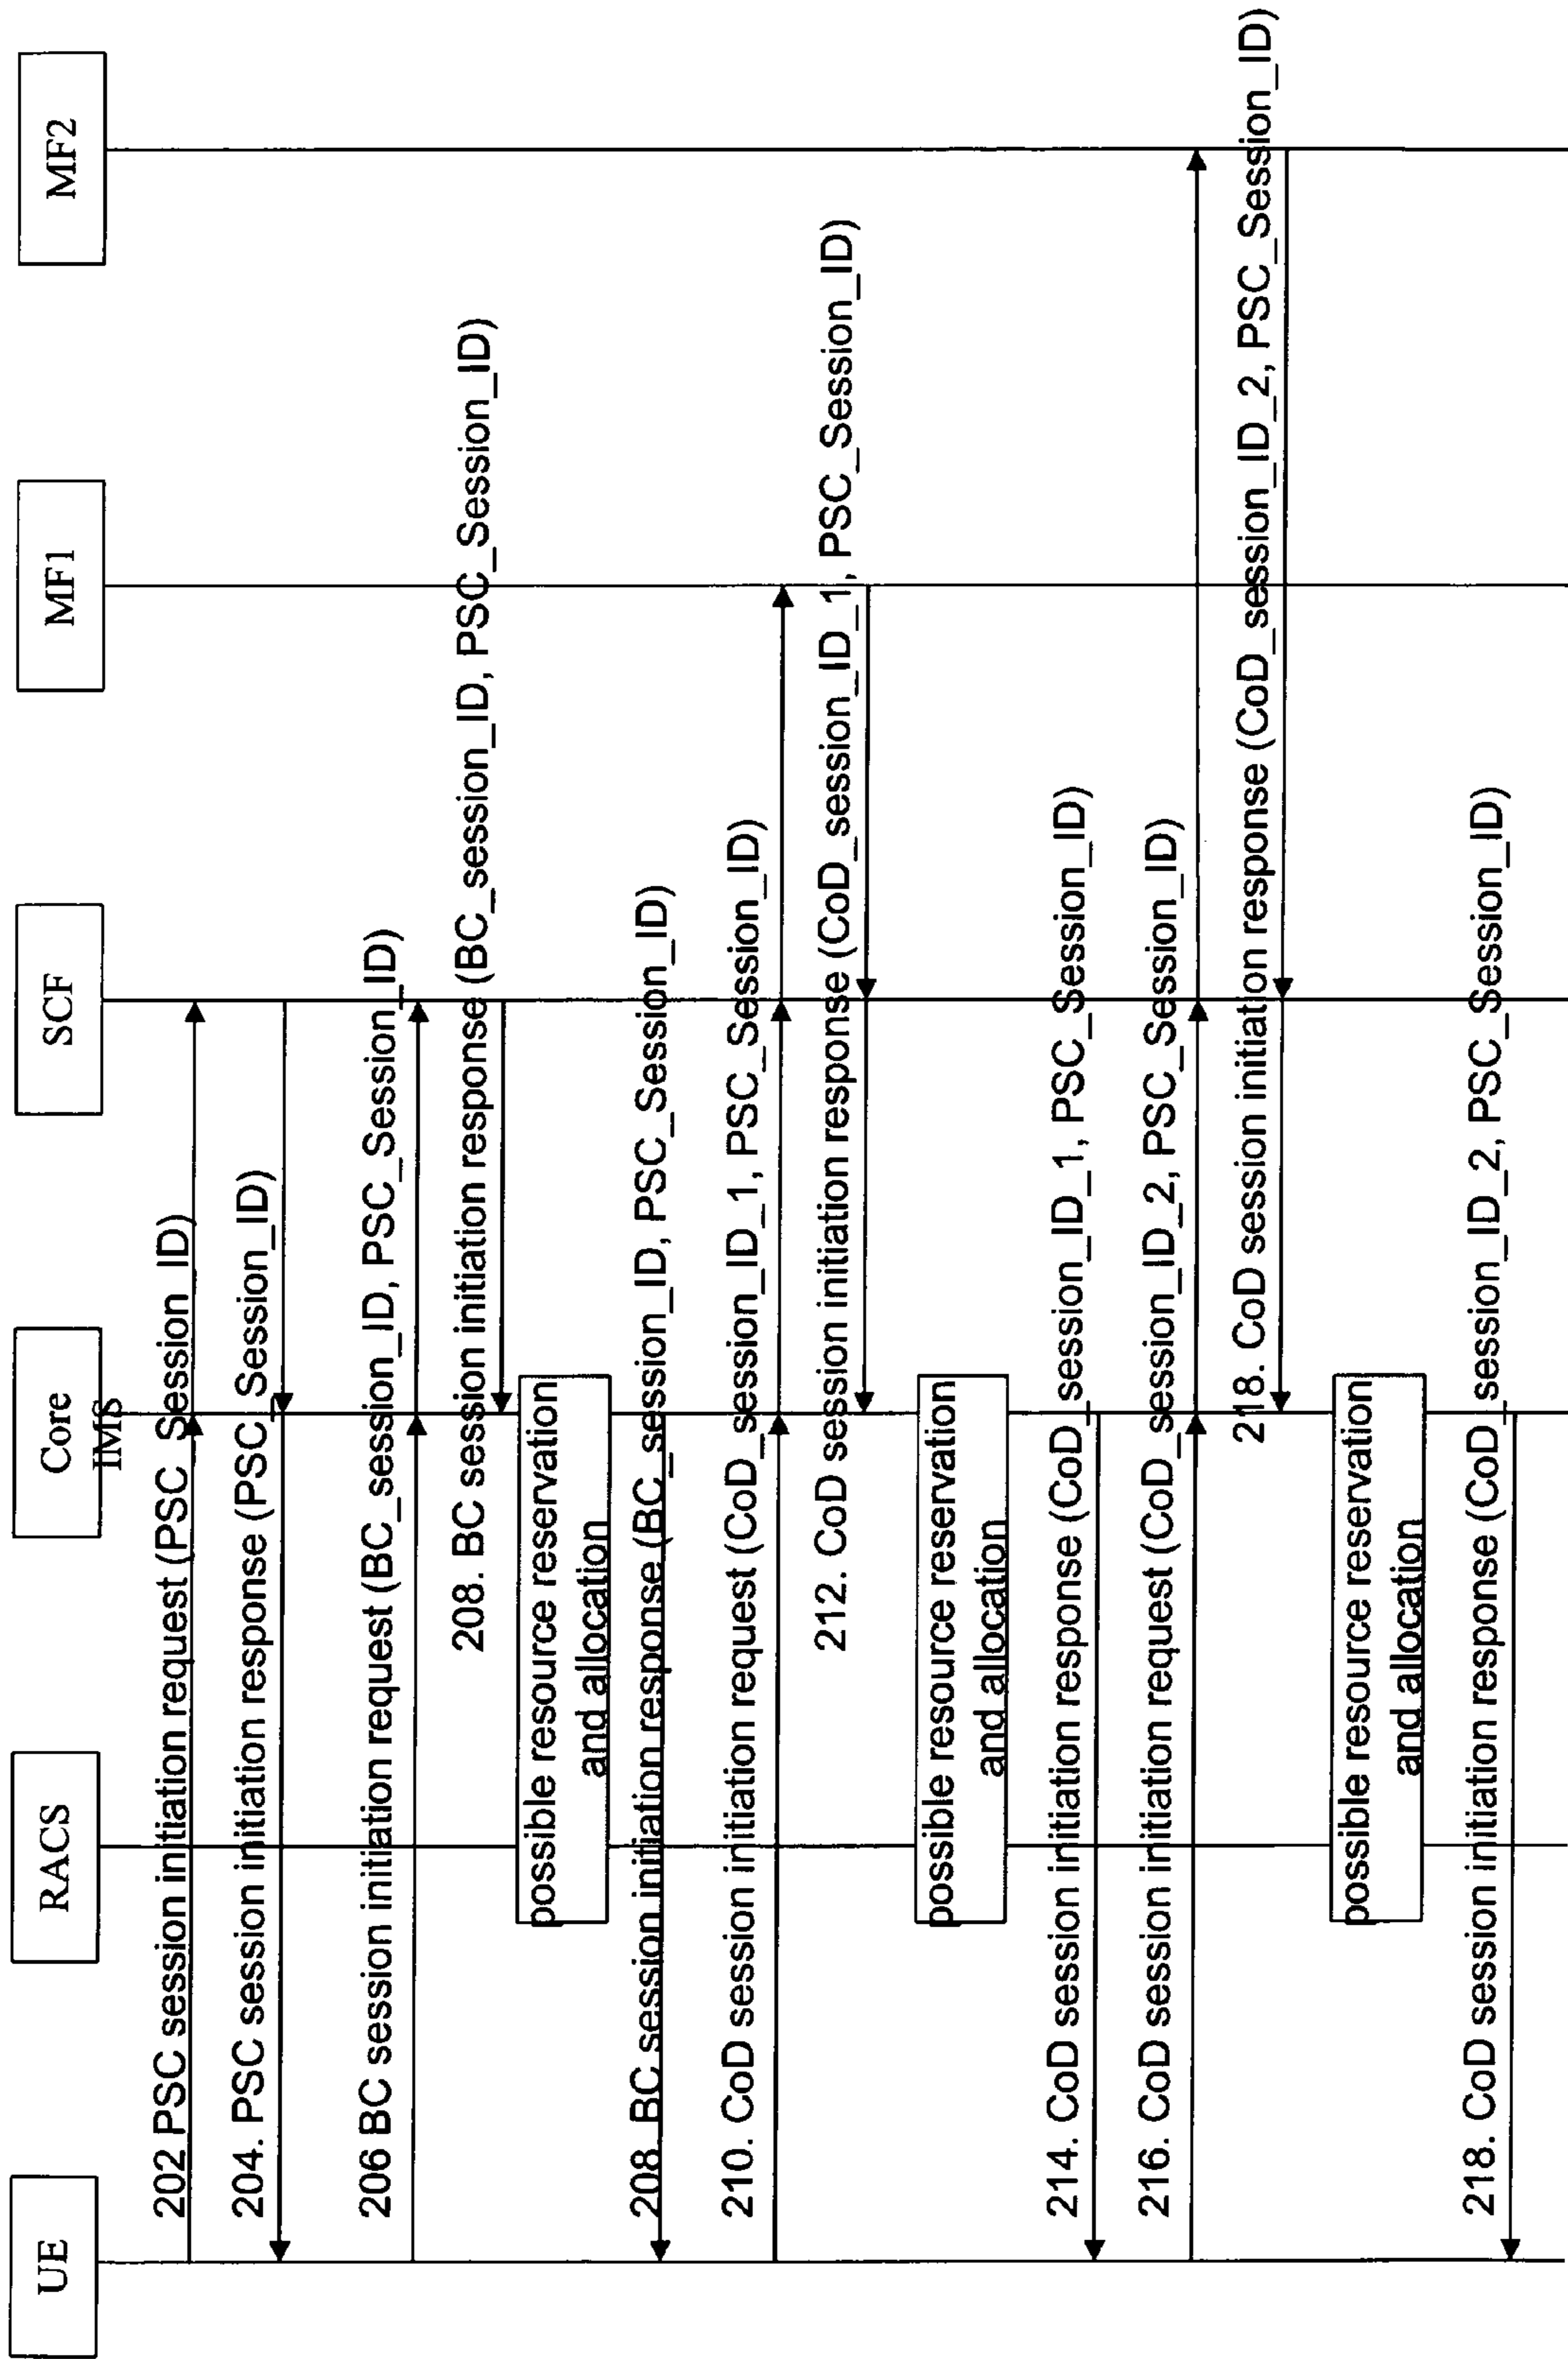 UE
RACS
Core
IMS
SCF
MF1
MF2
202 PSC session initiation request (PSC_Session_ID)
204. PSC session initiation response (PSC_Session_ID)
206 BC session initiation request (BC_session_ID, PSC_Session_ID)
208. BC session initiation response (BC_session_ID, PSC_Session_ID)
possible resource reservation
and allocation
208. BC session initiation response (BC_session_ID, PSC_Session_ID)
210. CoD session initiation request (CoD_session_ID_1, PSC_Session_ID)
212. CoD session initiation response (CoD_session_ID_1, PSC_Session_ID)
possible resource reservation
and allocation
214. CoD session initiation response (CoD_session_ID_1, PSC_Session_ID)
216. CoD session initiation request (CoD_session_ID_2, PSC_Session_ID)
218. CoD session initiation response (CoD_session_ID_2, PSC_Session_ID)
possible resource reservation
and allocation
218. CoD session initiation response (CoD_session_ID_2, PSC_Session_ID)